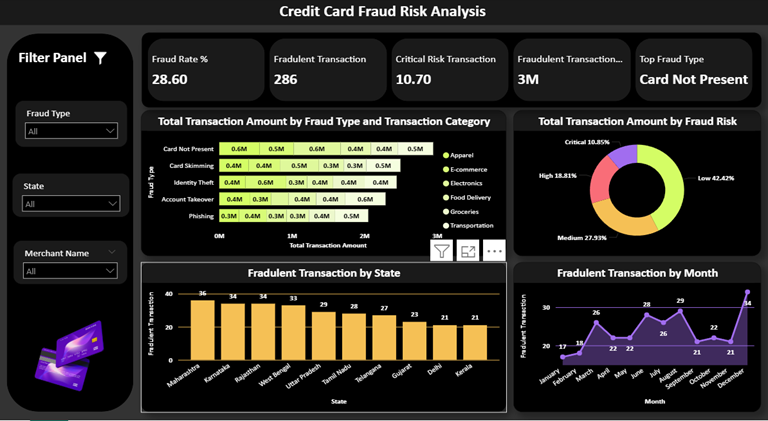 Credit Card Fraud Risk Analysis
Filter Panel
Fraud Type
All
State
All
Merchant Name
All
Fraud Rate %
28.60
Fradulent Transaction
286
Critical Risk Transaction
10.70
Fraudulent Transaction...
3M
Top Fraud Type
Card Not Present
Total Transaction Amount by Fraud Type and Transaction Category
Fraud Type
Card Not Present 0.6M 0.5M 0.6M 0.4M 0.4M 0.5M
Card Skimming 0.4M 0.4M 0.5M 0.3M 0.3M 0.5M
Identity Theft 0.4M 0.6M 0.3M 0.4M 0.4M 0.4M
Account Takeover 0.4M 0.3M 0.4M 0.4M 0.6M
Phishing 0.3M 0.4M 0.3M 0.3M 0.4M 0.5M
0M 1M 2M 3M
Total Transaction Amount
Apparel
E-commerce
Electronics
Food Delivery
Groceries
Transportation
Total Transaction Amount by Fraud Risk
Critical 10.85%
High 18.81%
Low 42.42%
Medium 27.93%
Fradulent Transaction by State
Fradulent Transaction
40
20
0
36 34 34 33 29 28 27 23 21 21
Maharashtra Karnataka Rajasthan West Bengal Uttar Pradesh Tamil Nadu Telangana Gujarat Delhi Kerala
State
Fradulent Transaction by Month
Fradulent Transaction
30
20
17 18 26 22 22 28 26 29 21 22 21 34
January February March April May June July August September October November December
Month